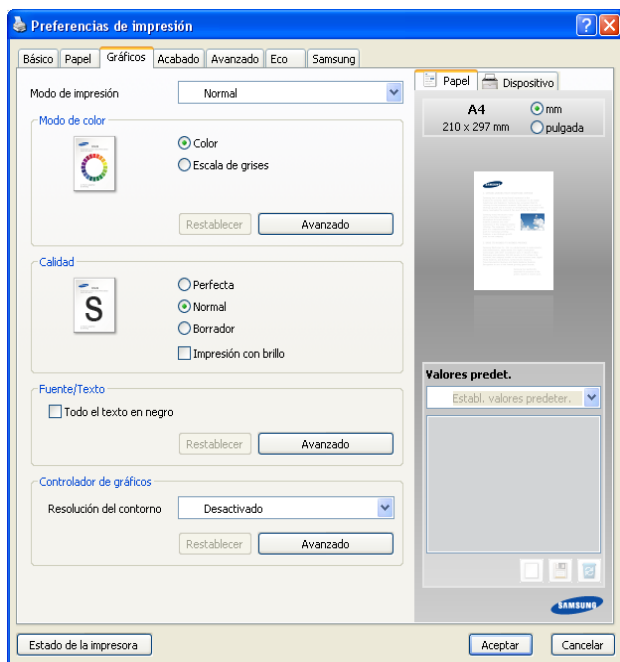 Preferencias de impresión
Básico Papel Gráficos Acabado Avanzado Eco Samsung
Modo de impresión Normal
Modo de color
Color
Escala de grises
Restablecer Avanzado
Calidad
S
Perfecta
Normal
Borrador
Impresión con brillo
Fuente/Texto
Todo el texto en negro
Restablecer Avanzado
Controlador de gráficos
Resolución del contorno Desactivado
Restablecer Avanzado
Papel Dispositivo
A4 mm
210 x 297 mm pulgada
Valores predet.
Establ. valores predeter.
SAMSUNG
Estado de la impresora Aceptar Cancelar